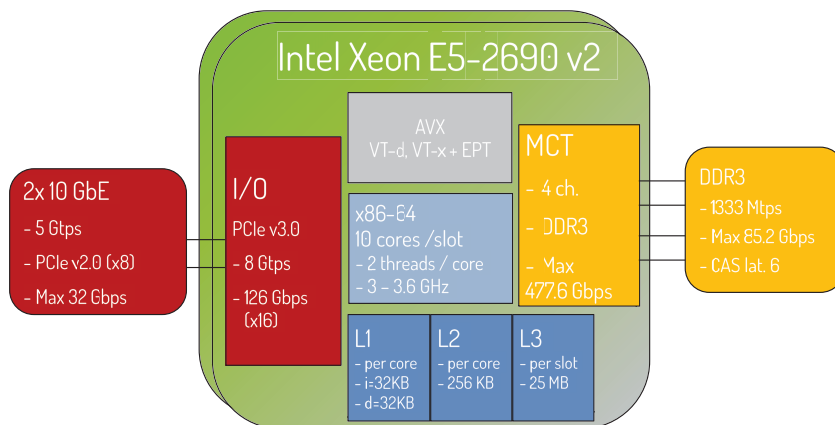 Intel Xeon E5-2690 v2
AVX
VT-d, VT-x + EPT
MCT
- 4 ch.
- DDR3
- Max
477.6 Gbps
I/O
PCIe v3.0
- 8 Gtps
- 126 Gbps
(x16)
2x 10 GbE
- 5 Gtps
- PCIe v2.0 (x8)
- Max 32 Gbps
x86-64
10 cores /slot
- 2 threads / core
- 3 - 3.6 GHz
DDR3
- 1333 Mtps
- Max 85.2 Gbps
- CAS lat. 6
L1
- per core
- i=32KB
- d=32KB
L2
- per core
- 256 KB
L3
- per slot
- 25 MB